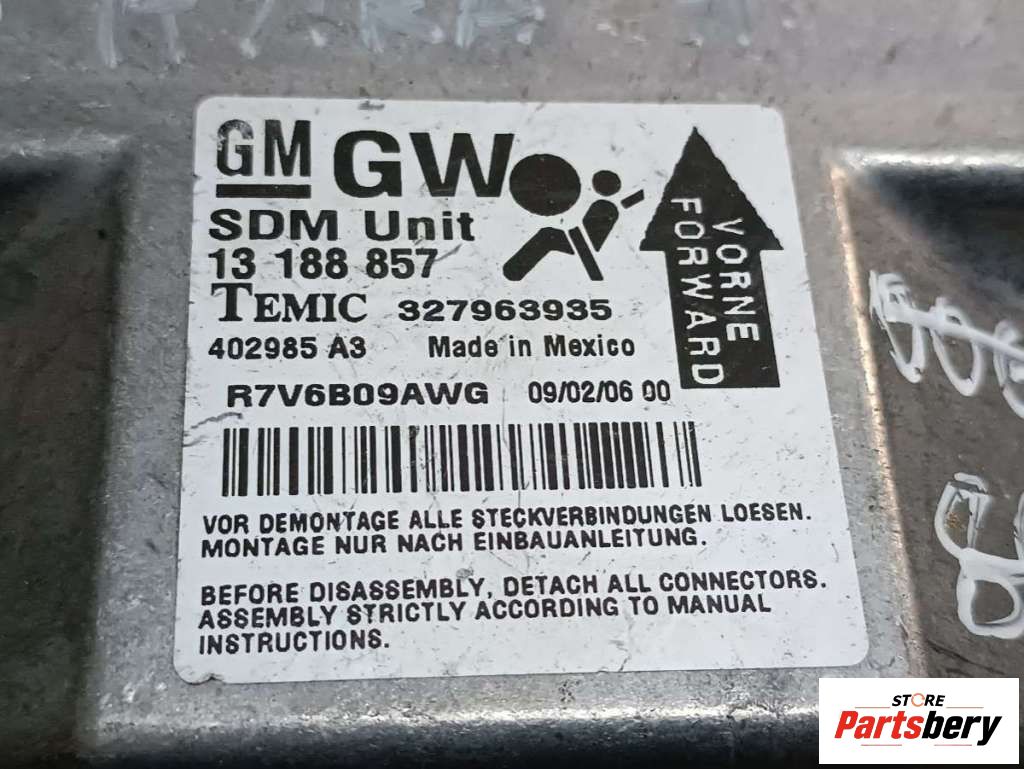 GM GW
SDM Unit
13 188 857
TEMIC 327963935
402985 A3 Made in Mexico
R7V6B09AWG 09/02/06 00
VORNE
FORWARD
VOR DEMONTAGE ALLE STECKVERBINDUNGEN LOESEN.
MONTAGE NUR NACH EINBAUANLEITUNG.
BEFORE DISASSEMBLY, DETACH ALL CONNECTORS.
ASSEMBLY STRICTLY ACCORDING TO MANUAL
INSTRUCTIONS.
STORE
Partsbery